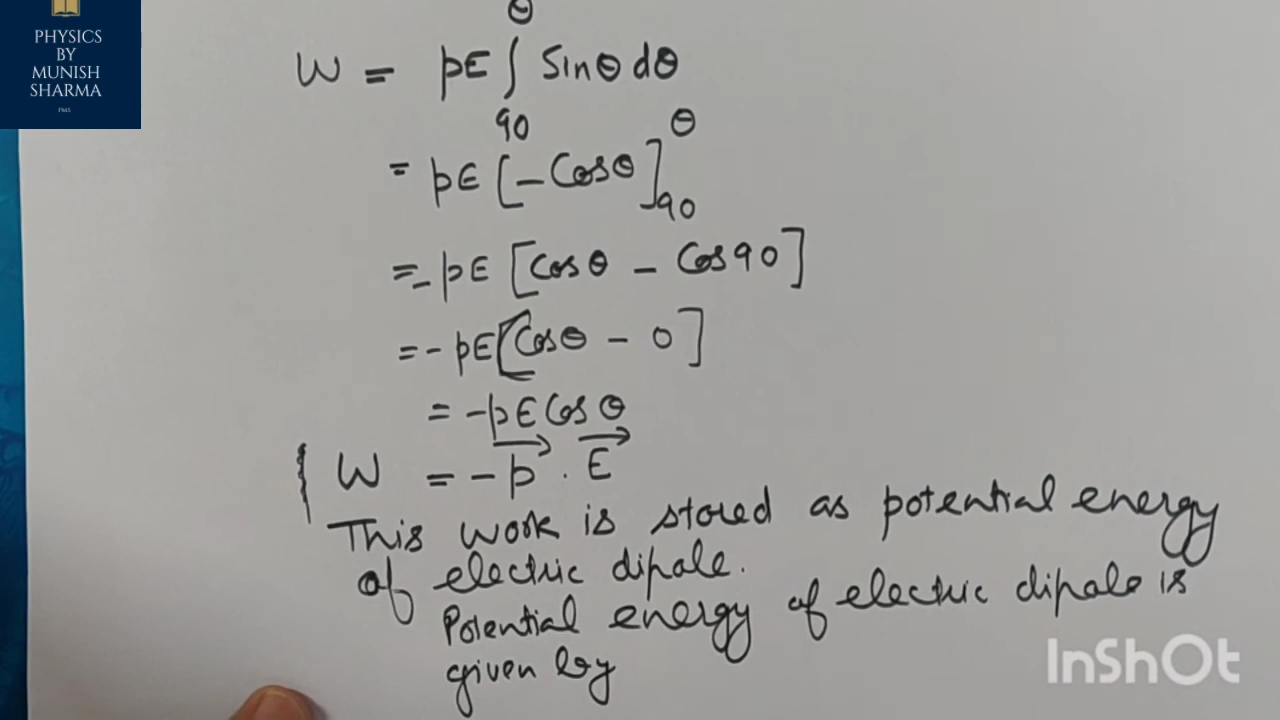 PHYSICS
BY
MUNISH
SHARMA
W = pE ∫ Sinθ dθ
θ
90
= pE [- Cosθ]
θ
90
= -pE [Cosθ - Cos90]
= -pE [Cosθ - 0]
= -pE Cosθ
W = -p⃗ . E⃗
This work is stored as potential energy
of electric dipole.
Potential energy of electric dipole is
given by
InShOt